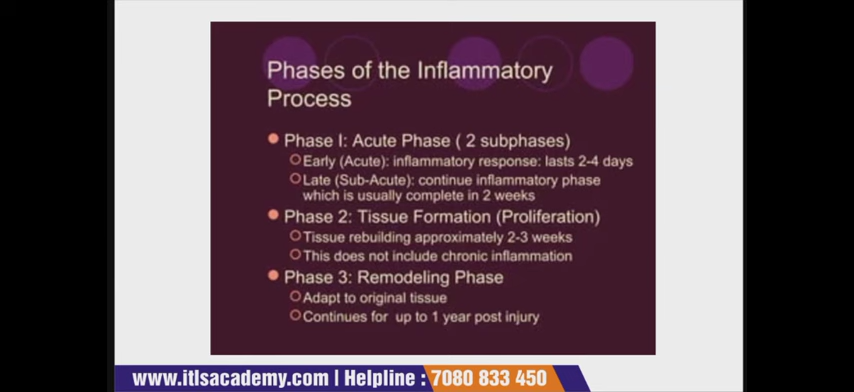 Phases of the Inflammatory
Process
Phase I: Acute Phase ( 2 subphases)
Early (Acute): inflammatory response: lasts 2-4 days
Late (Sub-Acute): continue inflammatory phase
which is usually complete in 2 weeks
Phase 2: Tissue Formation (Proliferation)
Tissue rebuilding approximately 2-3 weeks
This does not include chronic inflammation
Phase 3: Remodeling Phase
Adapt to original tissue
Continues for up to 1 year post injury
www.itlsacademy.com | Helpline : 7080 833 450